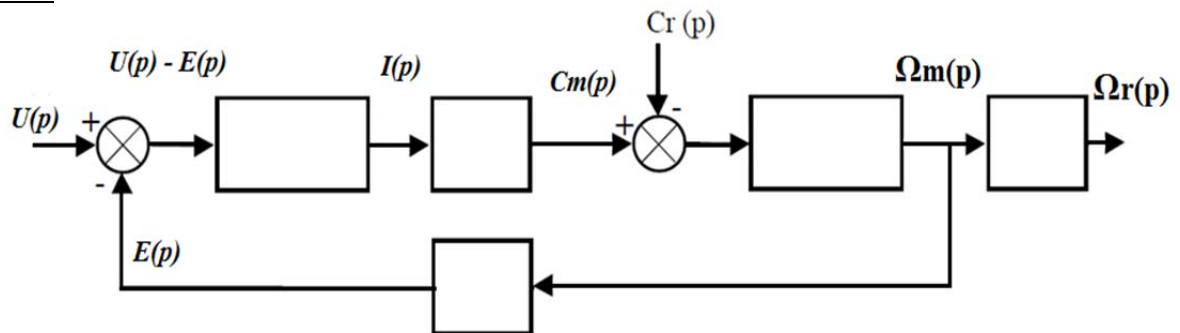 Cr (p)
U(p) - E(p)
I(p)
Cm(p)
Ωm(p)
Ωr(p)
U(p)
+
+
-
-
E(p)